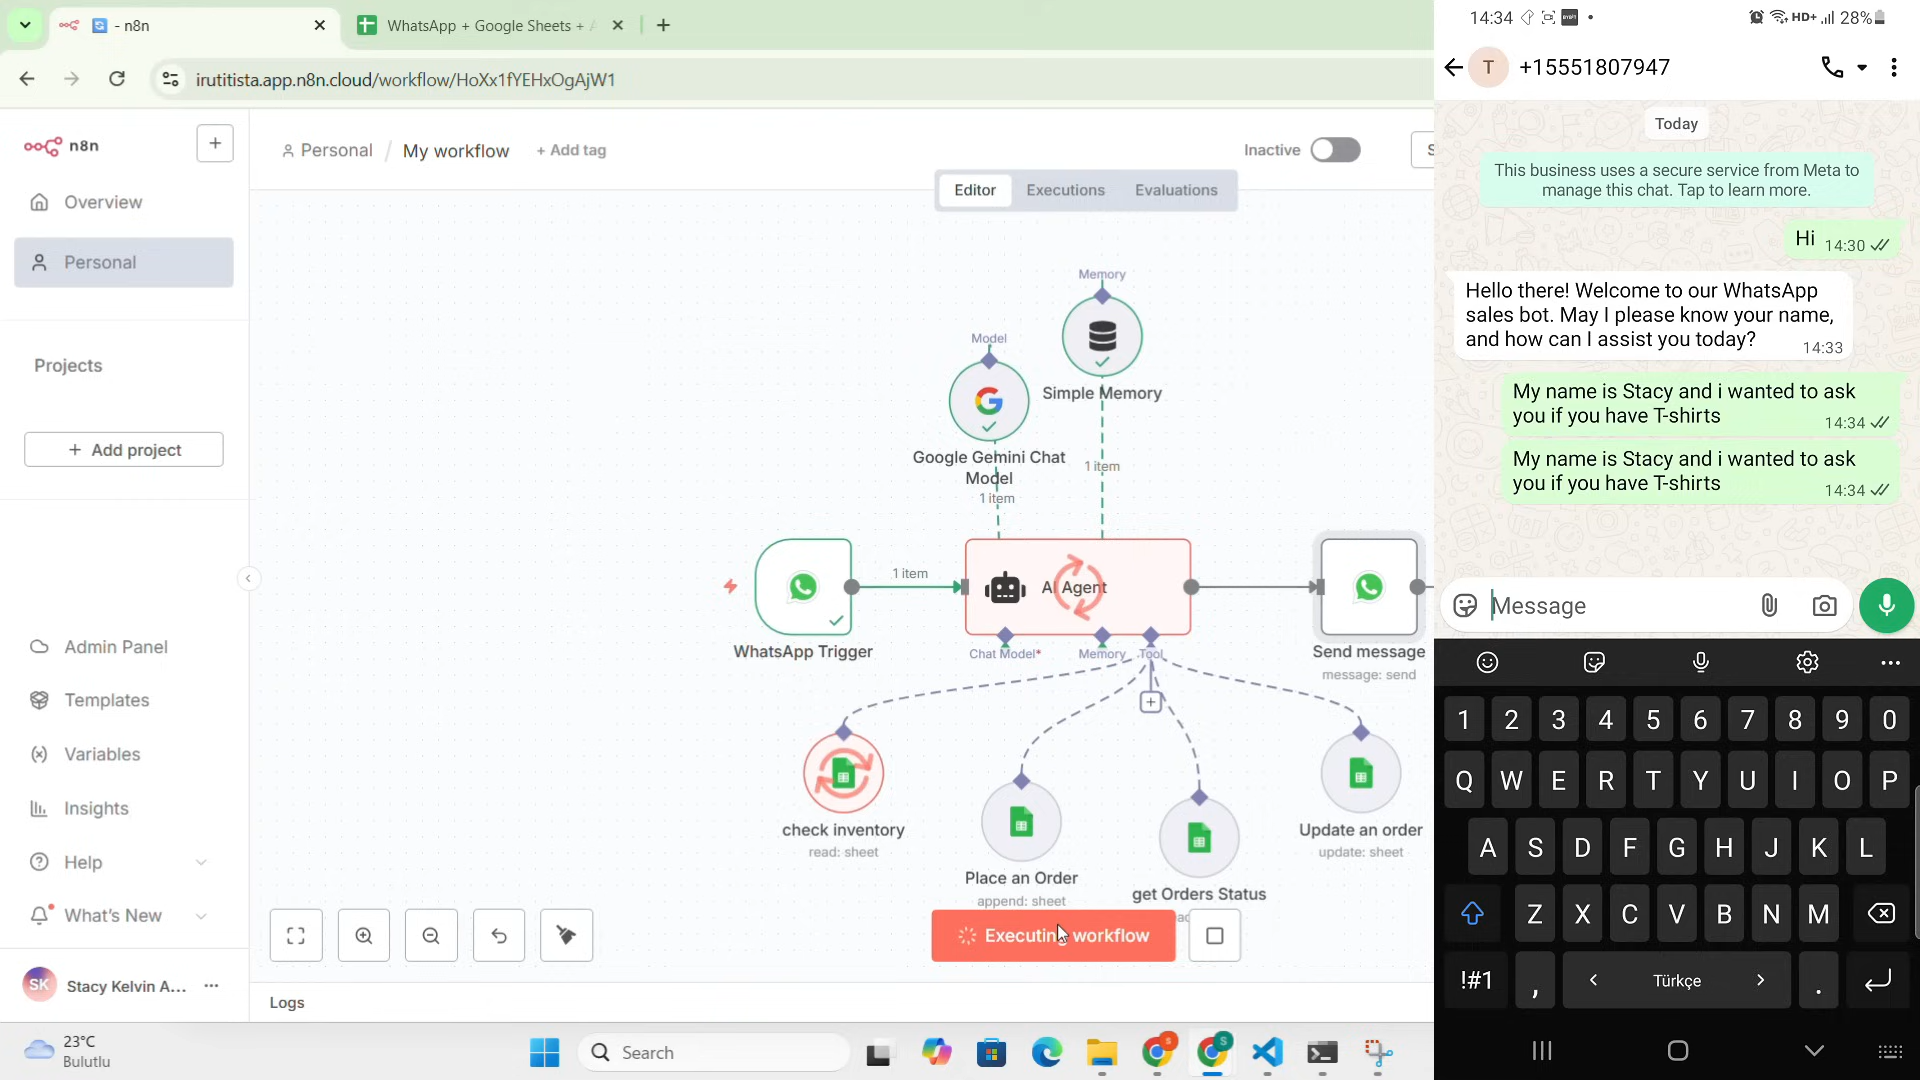 - n8n
WhatsApp + Google Sheets +
irutitista.app.n8n.cloud/workflow/HoXx1fYEHxOgAjW1
n8n
+
Overview
Personal
Projects
+ Add project
Admin Panel
Templates
Variables
Insights
Help
What's New
SK
Stacy Kelvin A...
Personal / My workflow + Add tag
Inactive
Editor Executions Evaluations
Memory
Model
Simple Memory
Google Gemini Chat
Model
1 item
1 item
1 item
AI Agent
WhatsApp Trigger
Chat Model*
Memory
Tool
Send message
message: send
check inventory
read: sheet
Place an Order
append: sheet
get Orders Status
Update an order
update: sheet
Executing workflow
Logs
23°C
Bulutlu
Search
14:34
HD+
28%
T
+15551807947
Today
This business uses a secure service from Meta to
manage this chat. Tap to learn more.
Hi 14:30
Hello there! Welcome to our WhatsApp
sales bot. May I please know your name,
and how can I assist you today?
14:33
My name is Stacy and i wanted to ask
you if you have T-shirts
14:34
My name is Stacy and i wanted to ask
you if you have T-shirts
14:34
Message
1 2 3 4 5 6 7 8 9 0
Q W E R T Y U I O P
A S D F G H J K L
Z X C V B N M
!#1 , < Türkçe > .